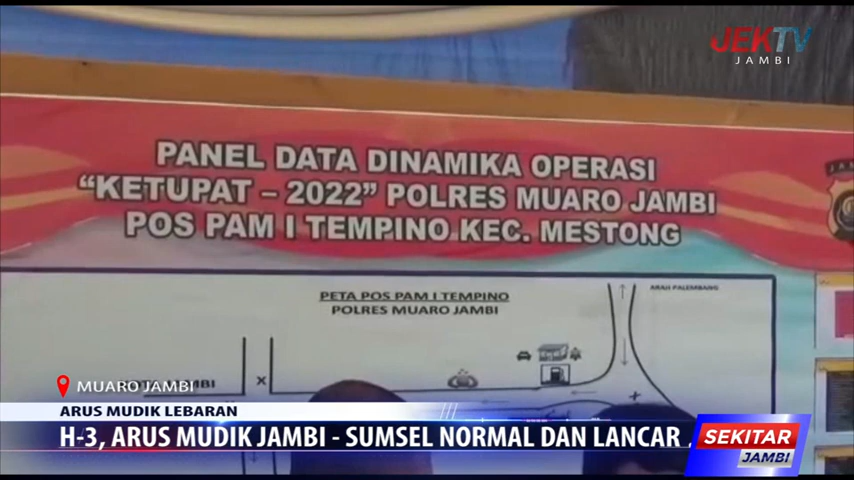 JEKTV
JAMBI
PANEL DATA DINAMIKA OPERASI
“KETUPAT – 2022” POLRES MUARO JAMBI
POS PAM I TEMPINO KEC. MESTONG
PETA POS PAM I TEMPINO
POLRES MUARO JAMBI
ARAH PALEMBANG
MUARO JAMBI
ARUS MUDIK LEBARAN
H-3, ARUS MUDIK JAMBI - SUMSEL NORMAL DAN LANCAR
SEKITAR
JAMBI